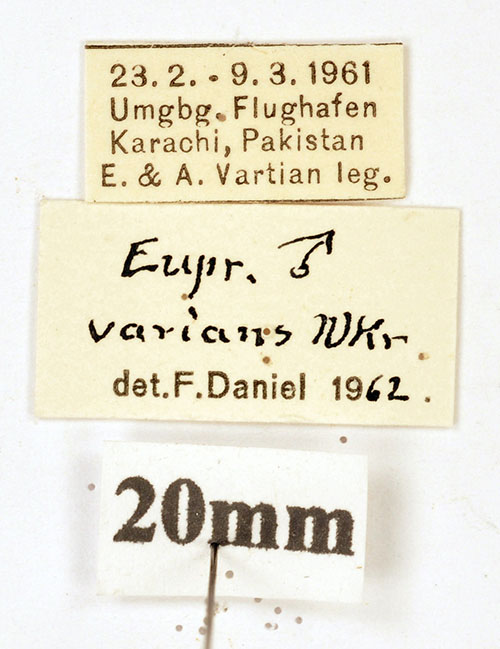 23. 2. - 9. 3. 1961
Umgbg. Flughafen
Karachi, Pakistan
E. & A. Vartian leg.
Eupr. ♂
varians Wkr
det. F. Daniel 1962.
20mm